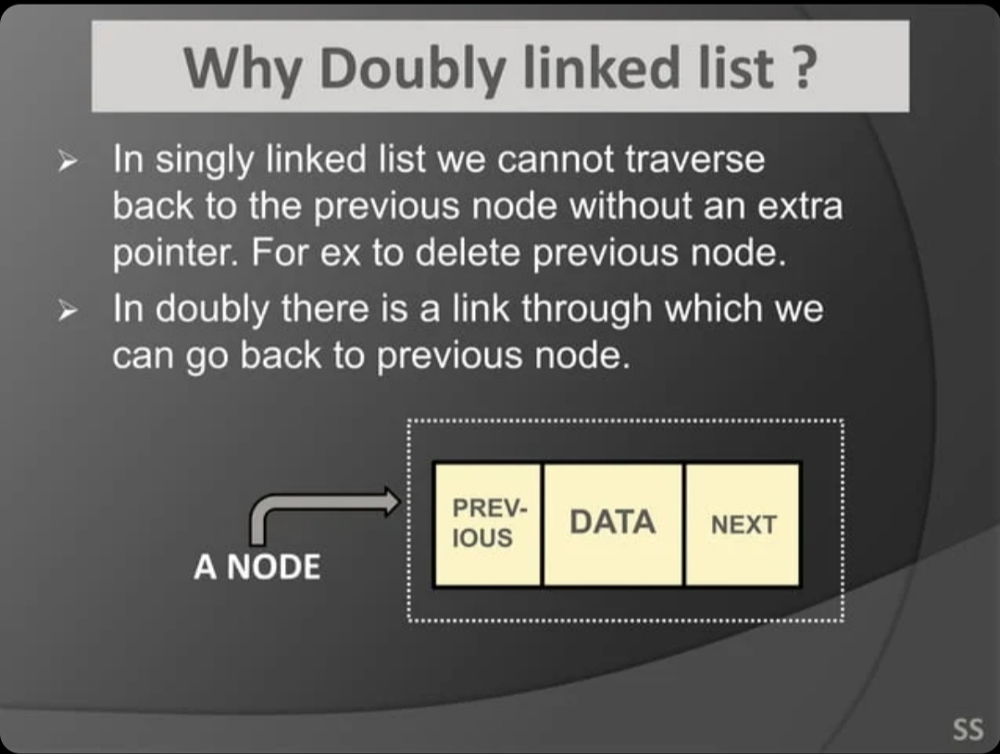 Why Doubly linked list ?
➢ In singly linked list we cannot traverse
back to the previous node without an extra
pointer. For ex to delete previous node.
➢ In doubly there is a link through which we
can go back to previous node.
PREV-
IOUS
DATA
NEXT
A NODE
SS